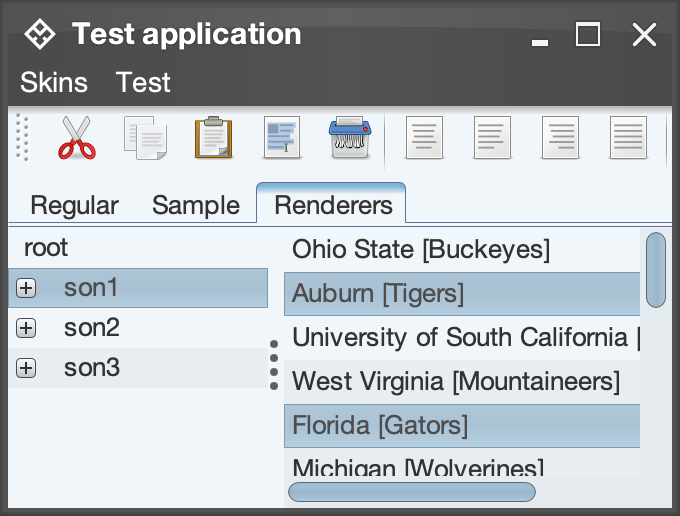 Test application
Skins Test
Regular Sample Renderers
root
son1
son2
son3
Ohio State [Buckeyes]
Auburn [Tigers]
University of South California [
West Virginia [Mountaineers]
Florida [Gators]
Michigan [Wolverines]